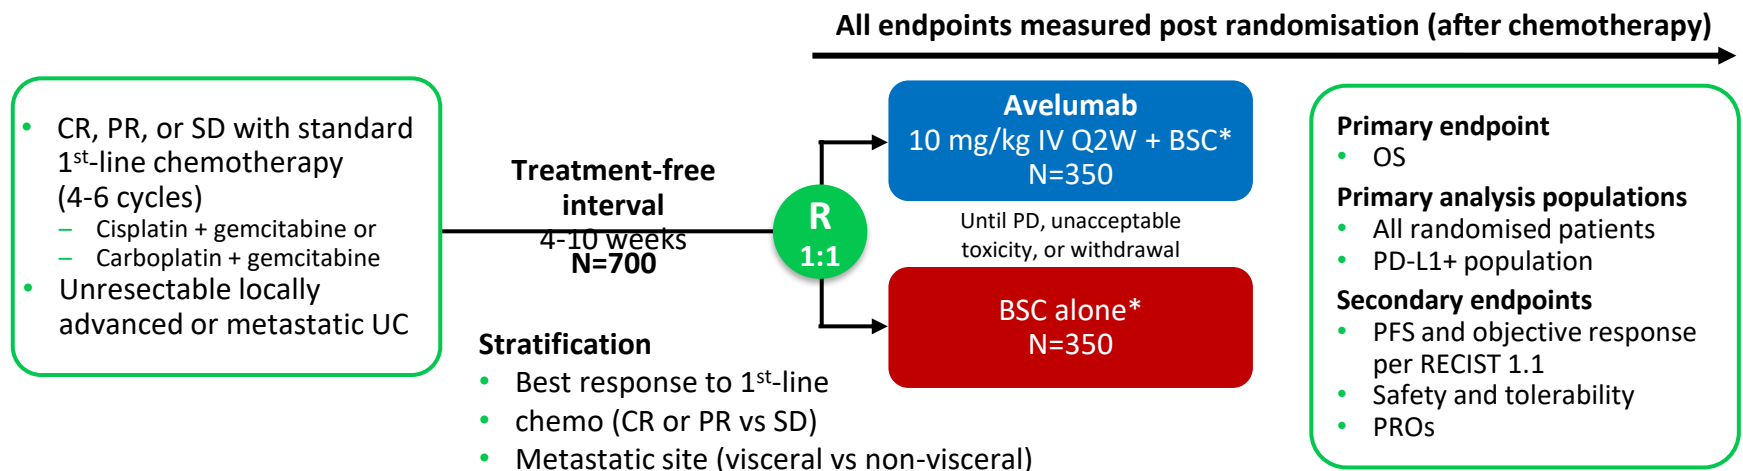 All endpoints measured post randomisation (after chemotherapy)
• CR, PR, or SD with standard
1st-line chemotherapy
(4-6 cycles)
– Cisplatin + gemcitabine or
– Carboplatin + gemcitabine
• Unresectable locally
advanced or metastatic UC
Treatment-free
interval
4-10 weeks
N=700
Stratification
• Best response to 1st-line
• chemo (CR or PR vs SD)
• Metastatic site (visceral vs non-visceral)
R
1:1
Avelumab
10 mg/kg IV Q2W + BSC*
N=350
Until PD, unacceptable
toxicity, or withdrawal
BSC alone*
N=350
Primary endpoint
• OS
Primary analysis populations
• All randomised patients
• PD-L1+ population
Secondary endpoints
• PFS and objective response
per RECIST 1.1
• Safety and tolerability
• PROs